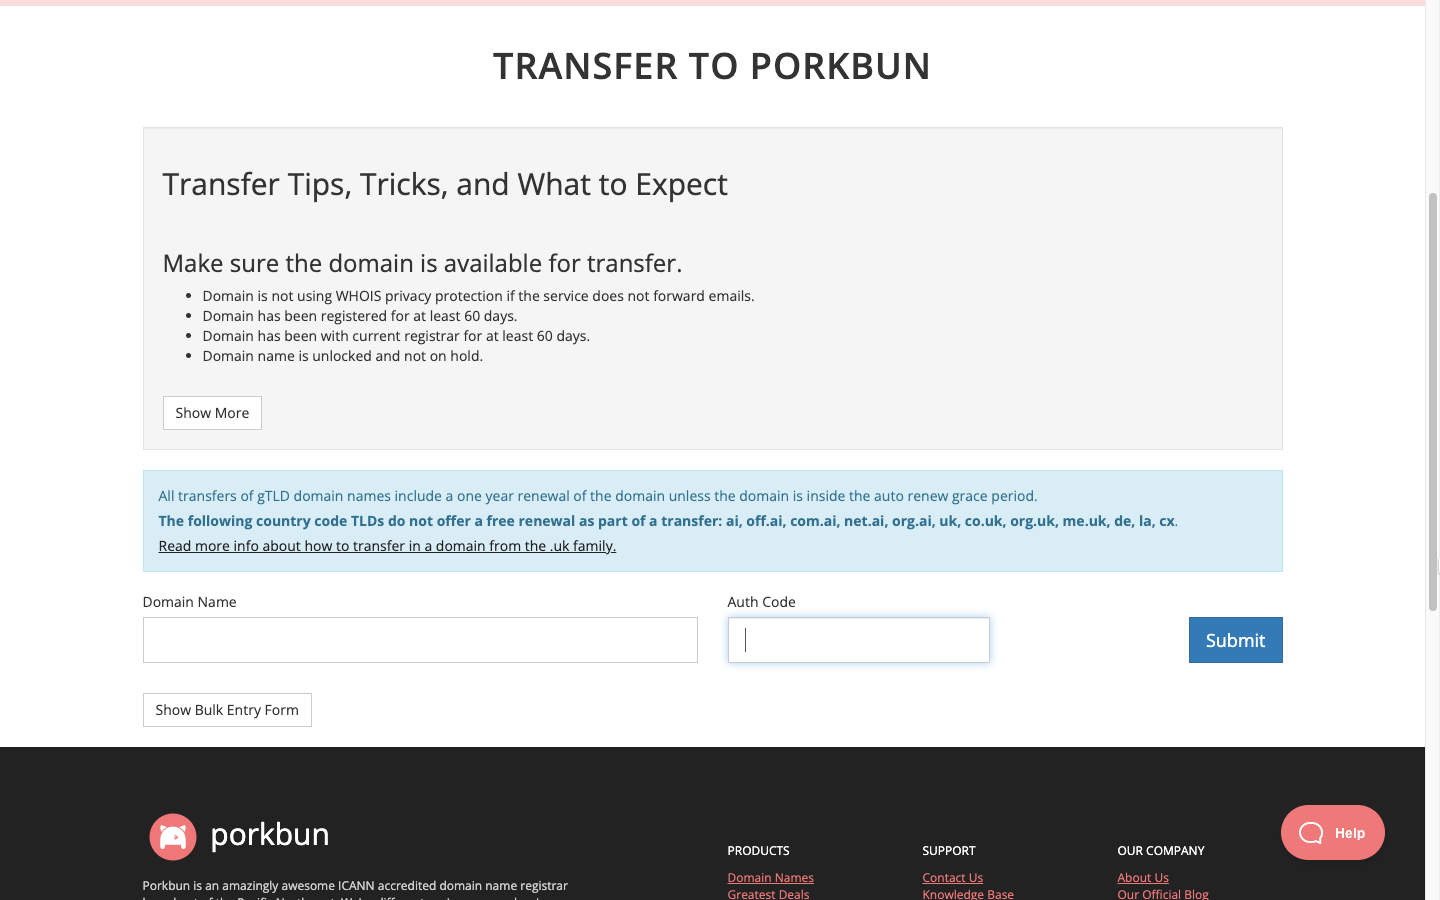 TRANSFER TO PORKBUN
Transfer Tips, Tricks, and What to Expect
Make sure the domain is available for transfer.
Domain is not using WHOIS privacy protection if the service does not forward emails.
Domain has been registered for at least 60 days.
Domain has been with current registrar for at least 60 days.
Domain name is unlocked and not on hold.
Show More
All transfers of gTLD domain names include a one year renewal of the domain unless the domain is inside the auto renew grace period.
The following country code TLDs do not offer a free renewal as part of a transfer: ai, off.ai, com.ai, net.ai, org.ai, uk, co.uk, org.uk, me.uk, de, la, cx.
Read more info about how to transfer in a domain from the .uk family.
Domain Name
Auth Code
Submit
Show Bulk Entry Form
porkbun
Porkbun is an amazingly awesome ICANN accredited domain name registrar
PRODUCTS
Domain Names
Greatest Deals
SUPPORT
Contact Us
Knowledge Base
OUR COMPANY
About Us
Our Official Blog
Help